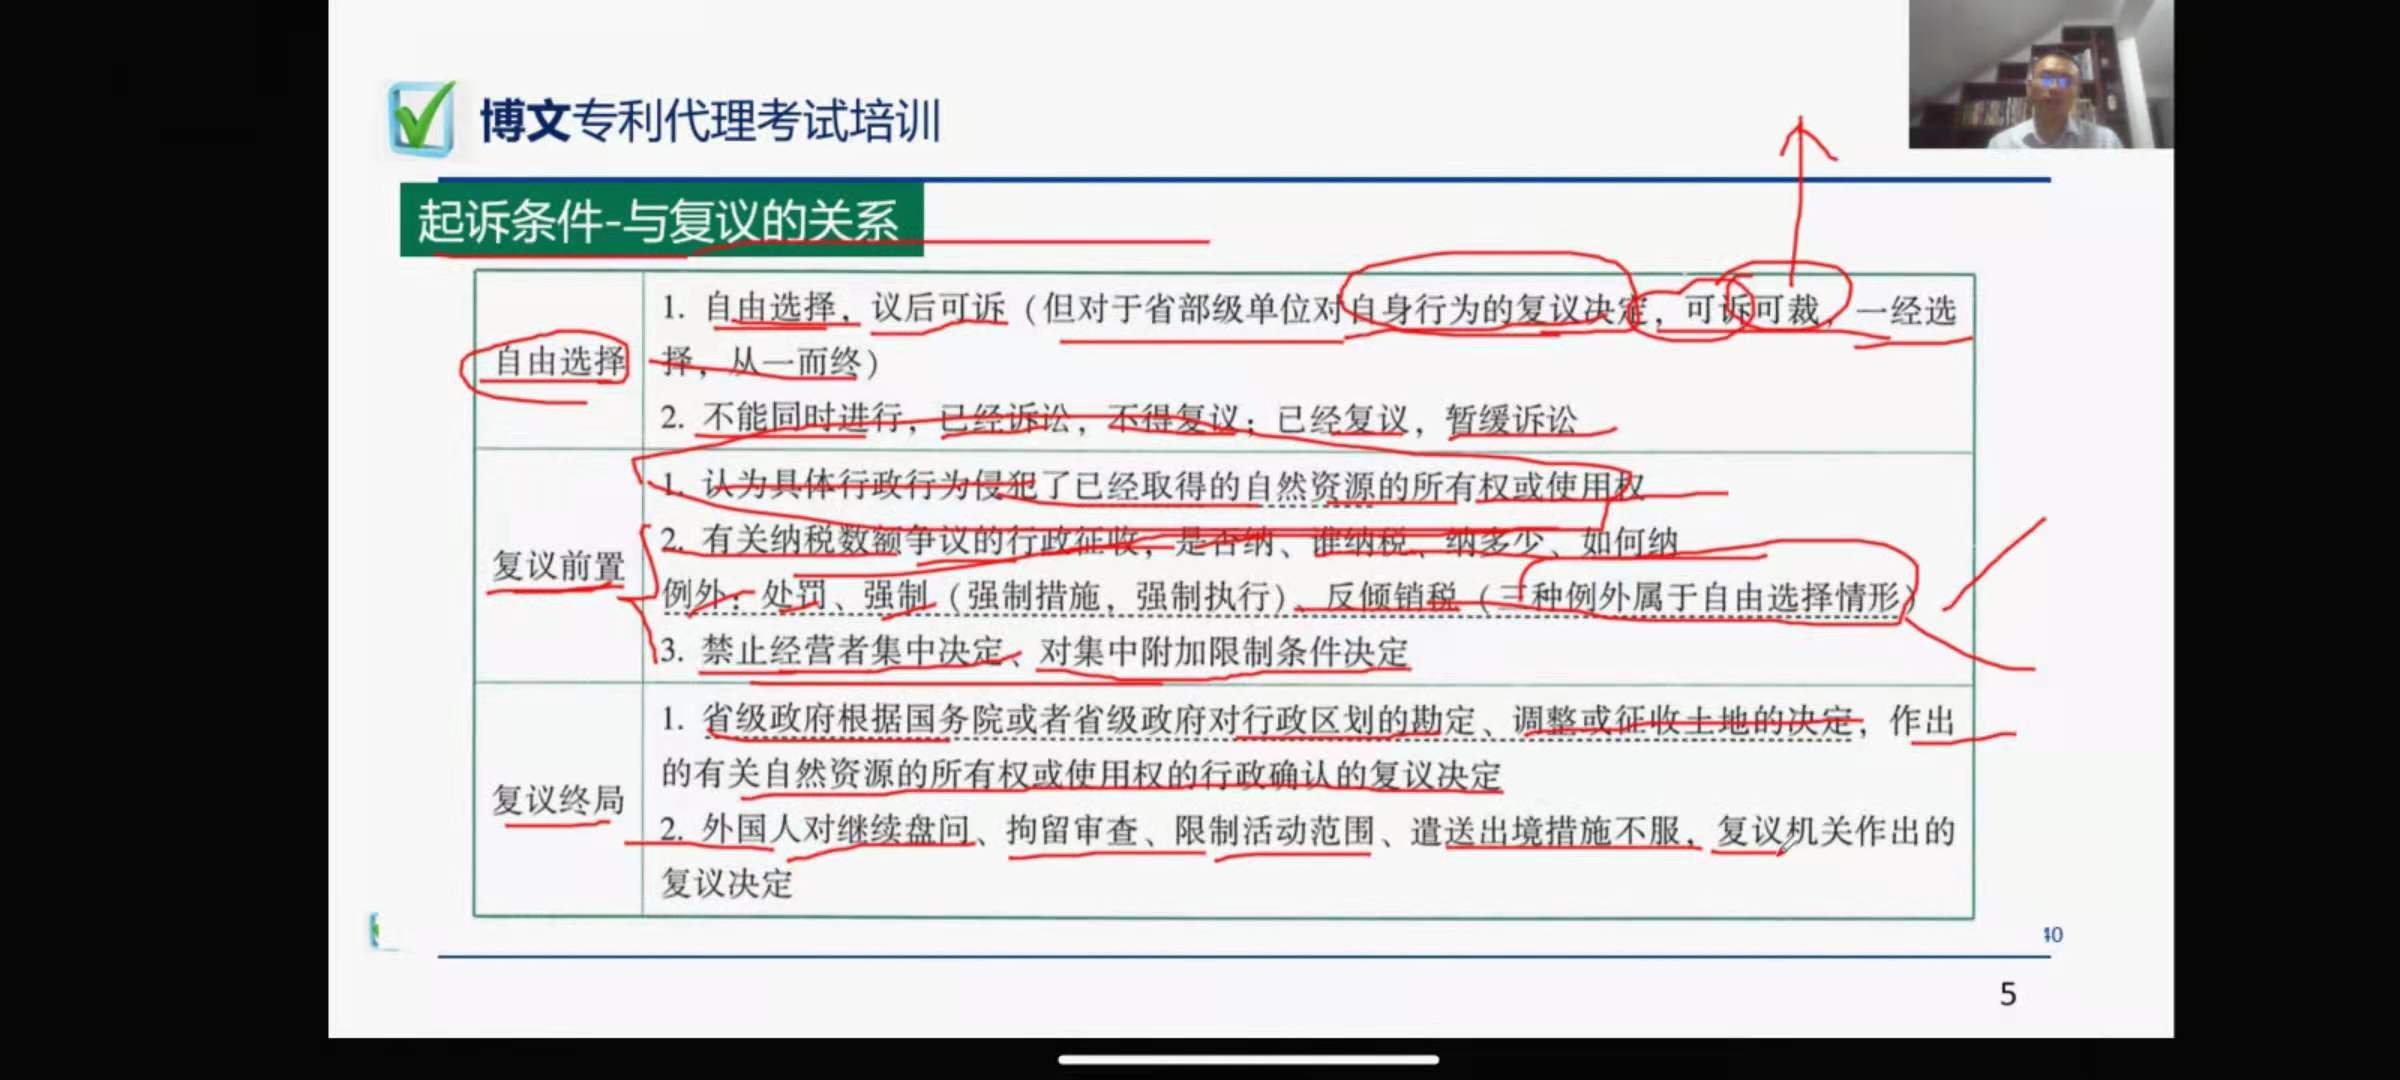 博文专利代理考试培训
起诉条件-与复议的关系
自由选择
1. 自由选择，议后可诉（但对于省部级单位对自身行为的复议决定，可诉可裁，一经选
择，从一而终）
2. 不能同时进行，已经诉讼，不得复议；已经复议，暂缓诉讼
复议前置
1. 认为具体行政行为侵犯了已经取得的自然资源的所有权或使用权
2. 有关纳税数额争议的行政征收，是否纳、谁纳税、纳多少、如何纳
例外：处罚、强制（强制措施，强制执行）、反倾销税（三种例外属于自由选择情形）
3. 禁止经营者集中决定、对集中附加限制条件决定
复议终局
1. 省级政府根据国务院或者省级政府对行政区划的勘定、调整或征收土地的决定，作出
的有关自然资源的所有权或使用权的行政确认的复议决定
2. 外国人对继续盘问、拘留审查、限制活动范围、遣送出境措施不服，复议机关作出的
复议决定
5